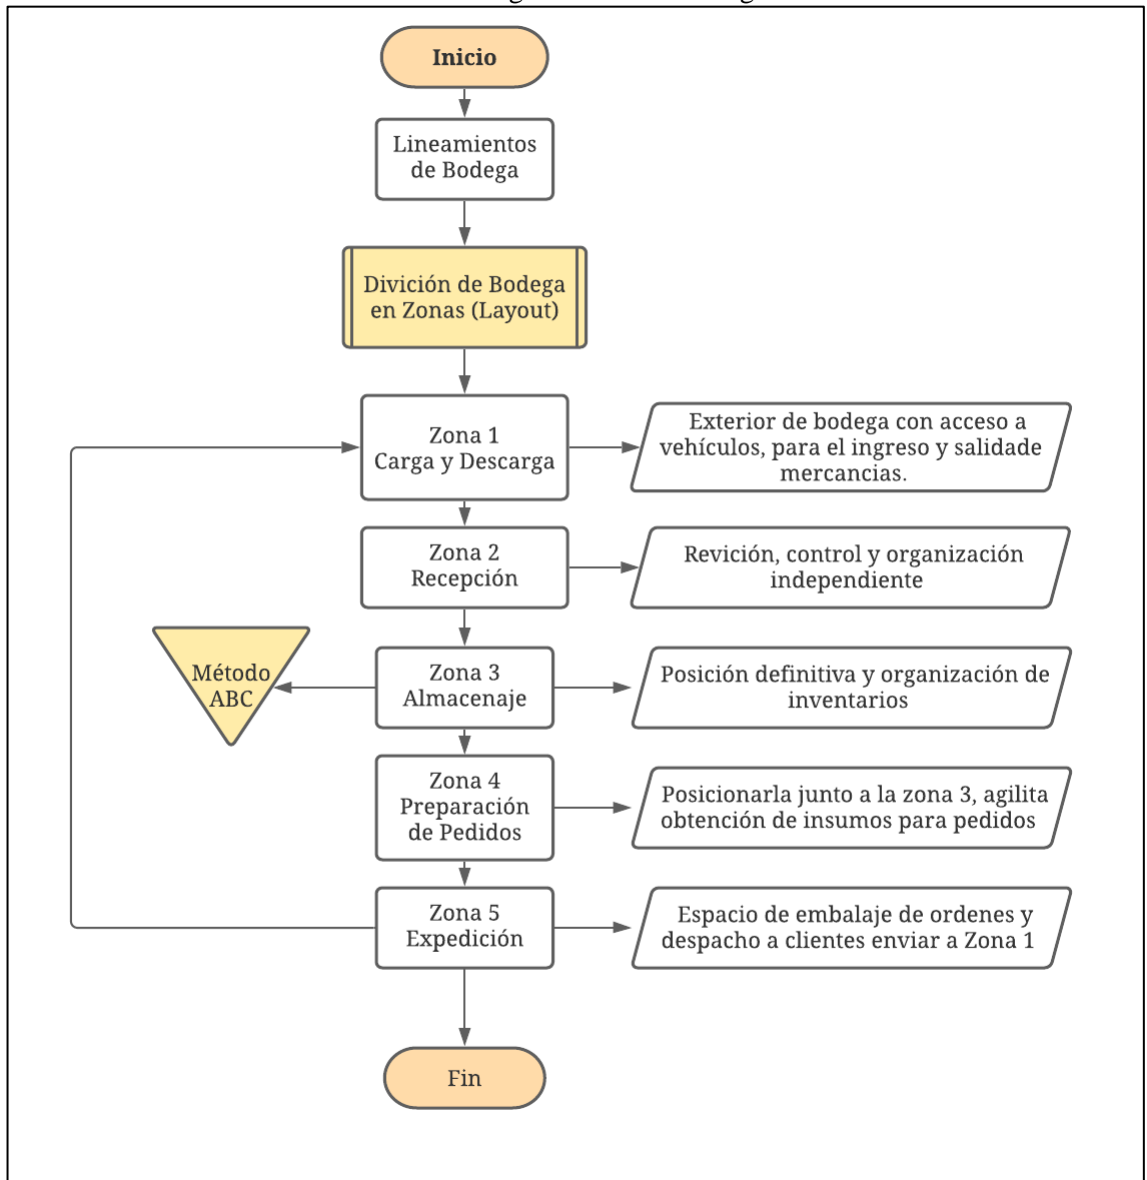 Inicio
Lineamientos
de Bodega
Divición de Bodega
en Zonas (Layout)
Zona 1
Carga y Descarga
Exterior de bodega con acceso a
vehículos, para el ingreso y salidade
mercancias.
Zona 2
Recepción
Revición, control y organización
independiente
Método
ABC
Zona 3
Almacenaje
Posición definitiva y organización de
inventarios
Zona 4
Preparación
de Pedidos
Posicionarla junto a la zona 3, agilita
obtención de insumos para pedidos
Zona 5
Expedición
Espacio de embalaje de ordenes y
despacho a clientes enviar a Zona 1
Fin